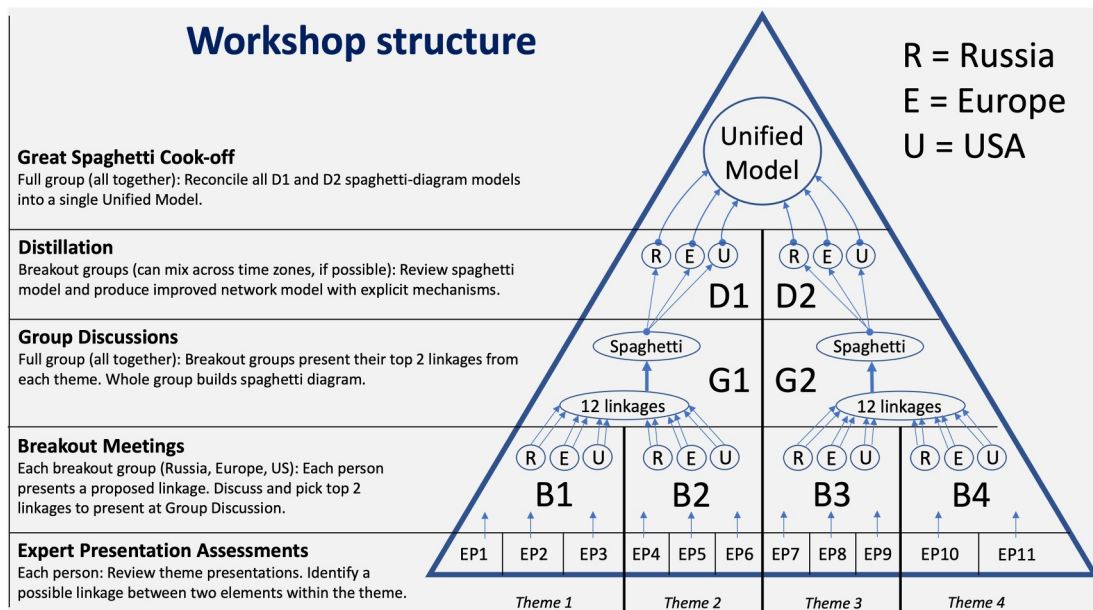 Workshop structure
R = Russia
E = Europe
U = USA
Unified
Model
Great Spaghetti Cook-off
Full group (all together): Reconcile all D1 and D2 spaghetti-diagram models
into a single Unified Model.
Distillation
Breakout groups (can mix across time zones, if possible): Review spaghetti
model and produce improved network model with explicit mechanisms.
R E U R E U
D1 D2
Group Discussions
Full group (all together): Breakout groups present their top 2 linkages from
each theme. Whole group builds spaghetti diagram.
Spaghetti Spaghetti
G1 G2
12 linkages 12 linkages
Breakout Meetings
Each breakout group (Russia, Europe, US): Each person
presents a proposed linkage. Discuss and pick top 2
linkages to present at Group Discussion.
R E U R E U R E U R E U
B1 B2 B3 B4
Expert Presentation Assessments
Each person: Review theme presentations. Identify a
possible linkage between two elements within the theme.
EP1 EP2 EP3 EP4 EP5 EP6 EP7 EP8 EP9 EP10 EP11
Theme 1 Theme 2 Theme 3 Theme 4